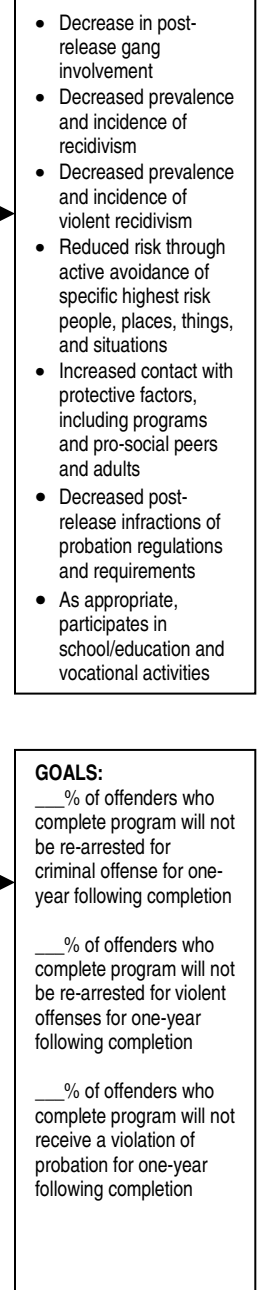 • Decrease in post-
release gang
involvement
• Decreased prevalence
and incidence of
recidivism
• Decreased prevalence
and incidence of
violent recidivism
• Reduced risk through
active avoidance of
specific highest risk
people, places, things,
and situations
• Increased contact with
protective factors,
including programs
and pro-social peers
and adults
• Decreased post-
release infractions of
probation regulations
and requirements
• As appropriate,
participates in
school/education and
vocational activities
GOALS:
___% of offenders who
complete program will not
be re-arrested for
criminal offense for one-
year following completion
___% of offenders who
complete program will not
be re-arrested for violent
offenses for one-year
following completion
___% of offenders who
complete program will not
receive a violation of
probation for one-year
following completion